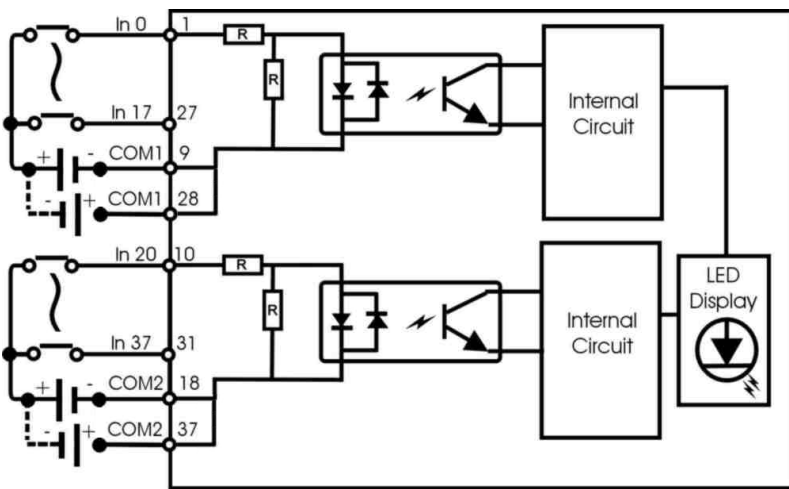 In 0 1
R
R
In 17 27
Internal
Circuit
+ - COM1 9
- + COM1 28
In 20 10
R
R
In 37 31
Internal
Circuit
LED
Display
+ - COM2 18
- + COM2 37